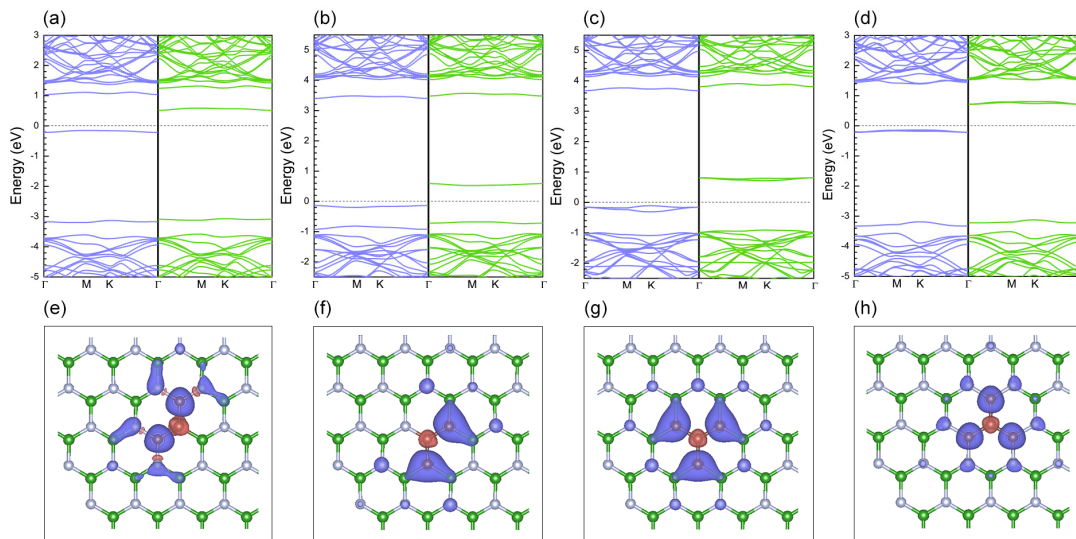 (a) (b) (c) (d)
Energy (eV) Energy (eV) Energy (eV) Energy (eV)
3 5 5 3
2 4 4 2
1 3 3 1
0 2 2 0
-1 1 1 -1
-2 0 0 -2
-3 -1 -1 -3
-4 -2 -2 -4
-5 -5
Γ M K Γ M K Γ Γ M K Γ M K Γ Γ M K Γ M K Γ Γ M K Γ M K Γ
(e) (f) (g) (h)